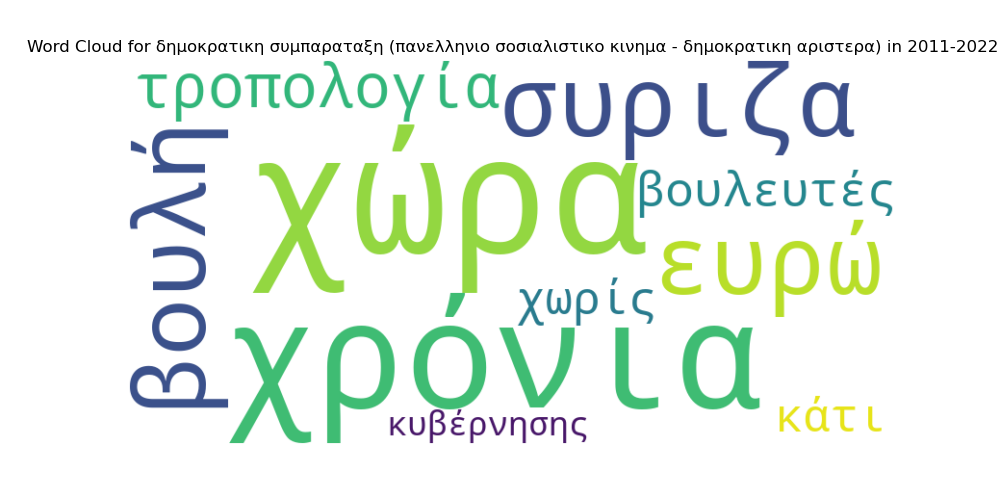 Word Cloud for δημοκρατικη συμπαραταξη (πανελληνιο σοσιαλιστικο κινημα - δημοκρατικη αριστερα) in 2011-2022
τροπολογία
συριζα
βουλή
χώρα
βουλευτές
ευρώ
χωρίς
χρόνια
κυβέρνησης
κάτι